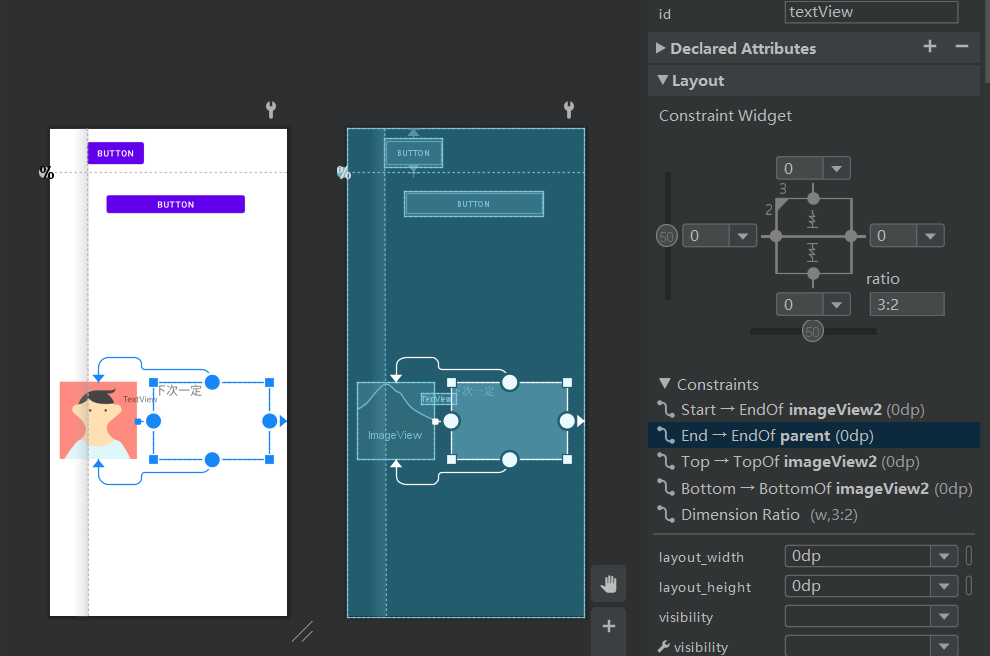 id
textView
Declared Attributes
Layout
Constraint Widget
0
3
2
50
0
0
ratio
0
3:2
50
Constraints
Start → EndOf imageView2 (0dp)
End → EndOf parent (0dp)
Top → TopOf imageView2 (0dp)
Bottom → BottomOf imageView2 (0dp)
Dimension Ratio (w,3:2)
layout_width
0dp
layout_height
0dp
visibility
visibility
BUTTON
%
BUTTON
下次一定
TextView
BUTTON
%
BUTTON
下次一定
TextView
ImageView